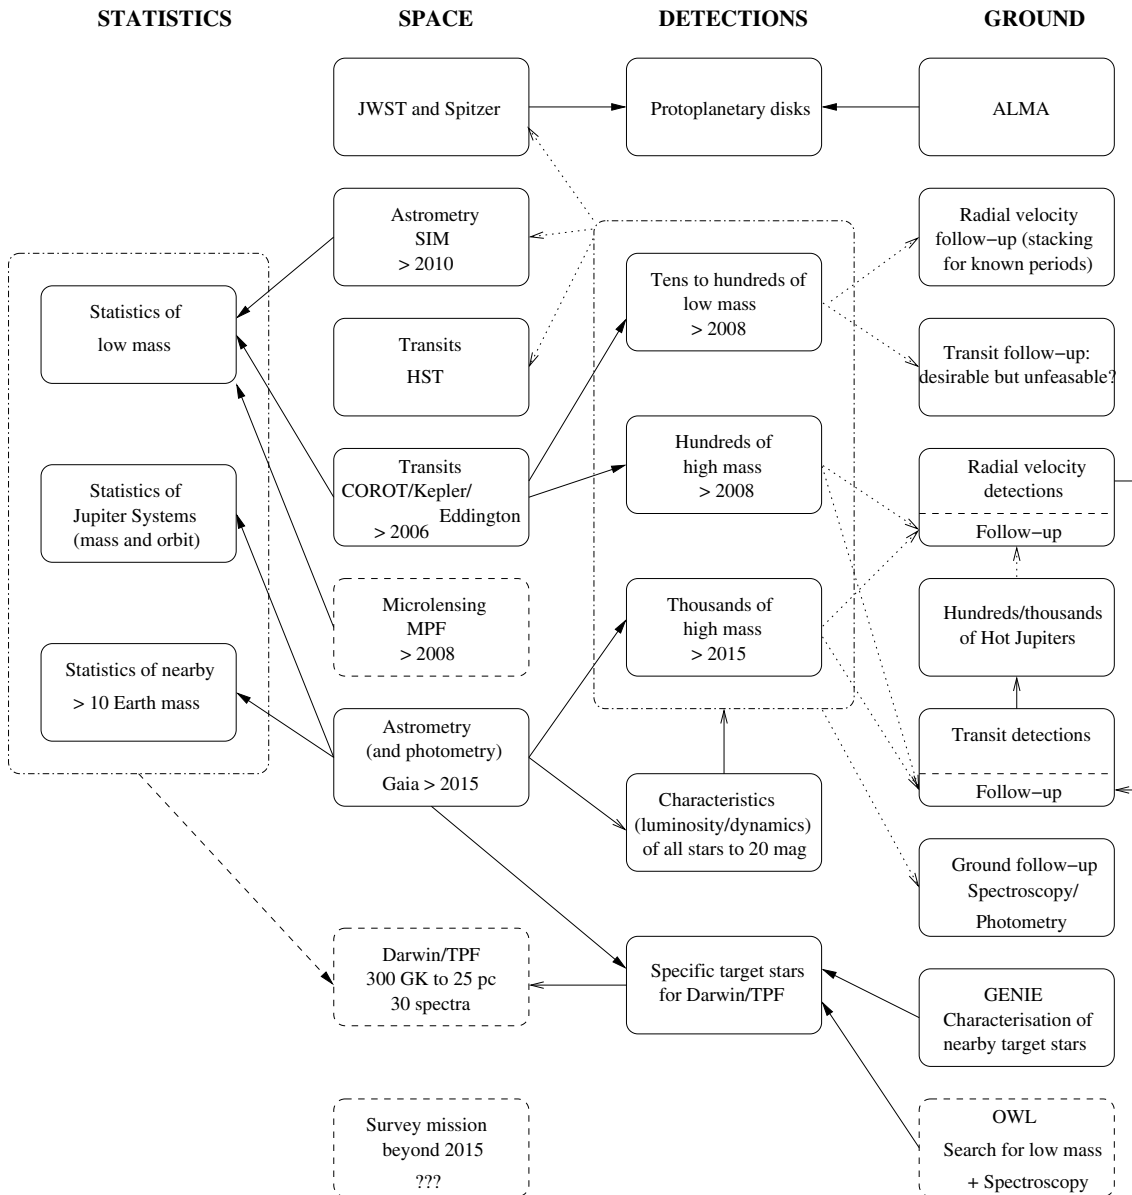 STATISTICS
SPACE
DETECTIONS
GROUND
JWST and Spitzer
Protoplanetary disks
ALMA
Astrometry
SIM
> 2010
Radial velocity
follow−up (stacking
for known periods)
Statistics of
low mass
Tens to hundreds of
low mass
> 2008
Transits
HST
Transit follow−up:
desirable but unfeasable?
Statistics of
Jupiter Systems
(mass and orbit)
Transits
COROT/Kepler/
Eddington
> 2006
Hundreds of
high mass
> 2008
Radial velocity
detections
Follow−up
Microlensing
MPF
> 2008
Thousands of
high mass
> 2015
Hundreds/thousands
of Hot Jupiters
Statistics of nearby
> 10 Earth mass
Astrometry
(and photometry)
Gaia > 2015
Transit detections
Follow−up
Characteristics
(luminosity/dynamics)
of all stars to 20 mag
Ground follow−up
Spectroscopy/
Photometry
Darwin/TPF
300 GK to 25 pc
30 spectra
Specific target stars
for Darwin/TPF
GENIE
Characterisation of
nearby target stars
Survey mission
beyond 2015
???
OWL
Search for low mass
+ Spectroscopy